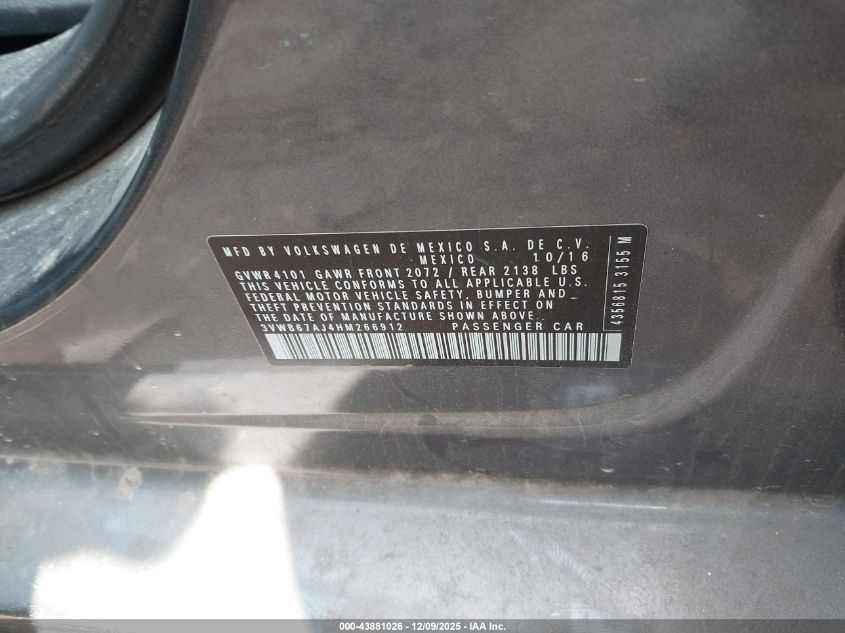 MFD BY VOLKSWAGEN DE MEXICO S.A. DE C.V.
MEXICO 10/16
GVWR 4101 GAWR FRONT 2072 / REAR 2138 LBS
THIS VEHICLE CONFORMS TO ALL APPLICABLE U.S.
FEDERAL MOTOR VEHICLE SAFETY, BUMPER AND _
THEFT PREVENTION STANDARDS IN EFFECT ON
THE DATE OF MANUFACTURE SHOWN ABOVE..
3VWB67AJ4HM266912 PASSENGER CAR
4356815 3155 M
000-43881026 - 12/09/2025 - IAA Inc.